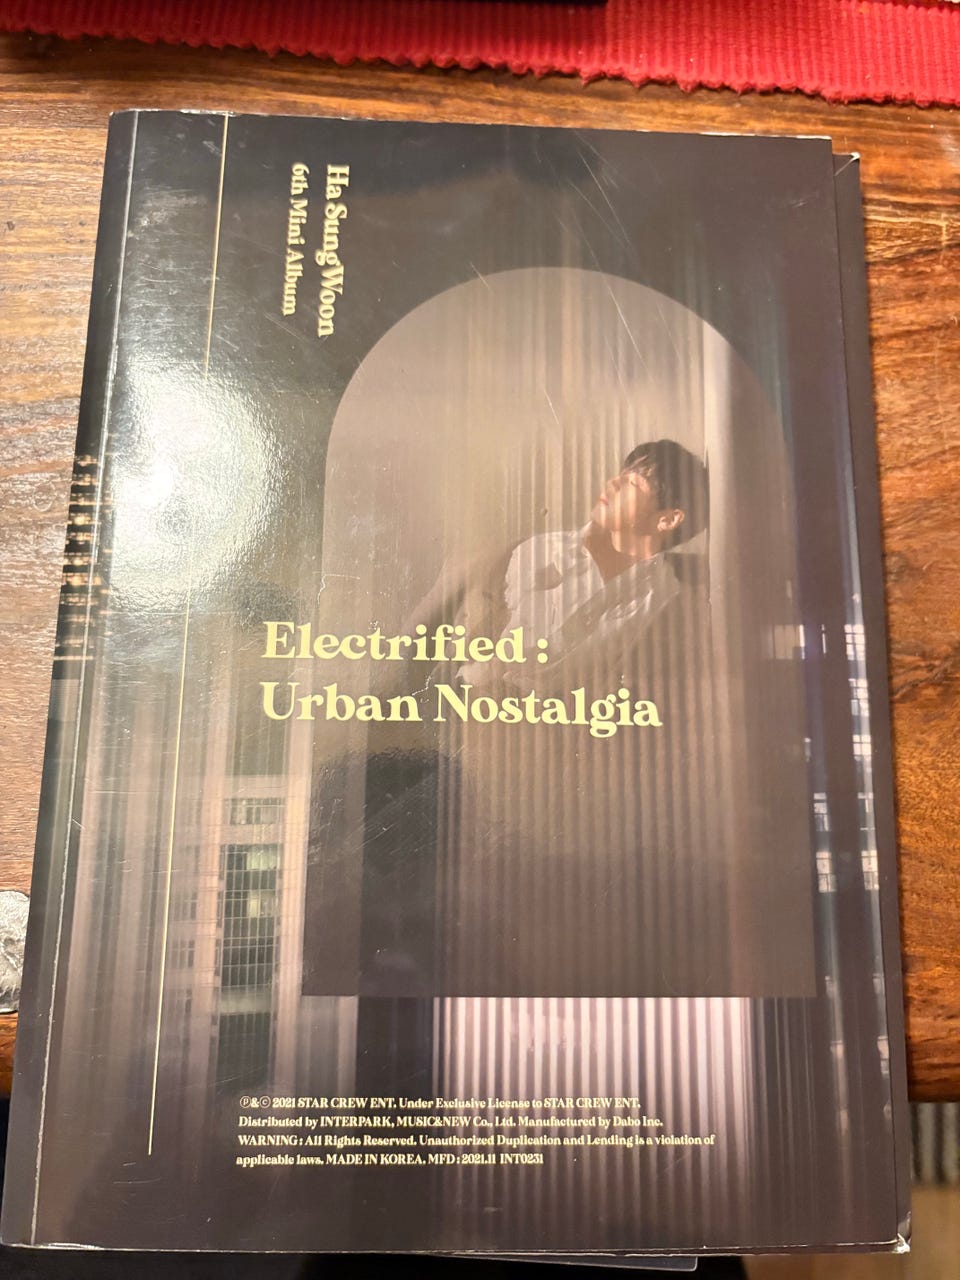 Ha SungWoon
6th Mini Album
Electrified :
Urban Nostalgia
Ⓟ&Ⓒ 2021 STAR CREW ENT. Under Exclusive License to STAR CREW ENT.
Distributed by INTERPARK, MUSIC&NEW Co., Ltd. Manufactured by Dabo Inc.
WARNING : All Rights Reserved. Unauthorized Duplication and Lending is a violation of
applicable laws. MADE IN KOREA. MFD : 2021.11 INT0231